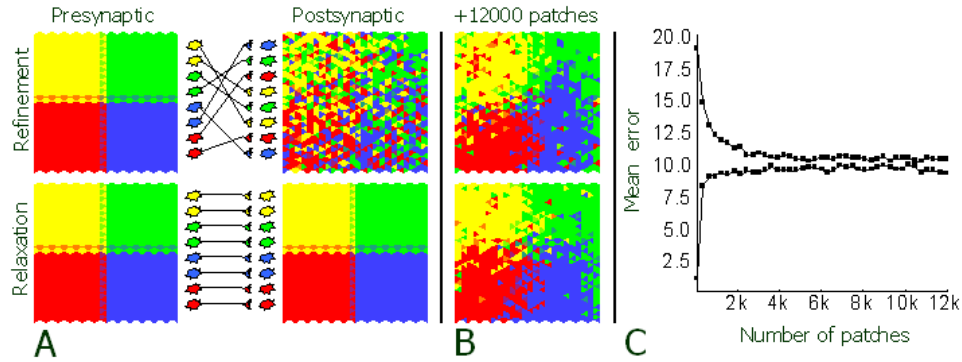 Presynaptic
Postsynaptic
+12000 patches
Refinement
Relaxation
A
B
C
Mean error
20.0
17.5
15.0
12.5
10.0
7.5
5.0
2.5
2k
4k
6k
8k
10k
12k
Number of patches